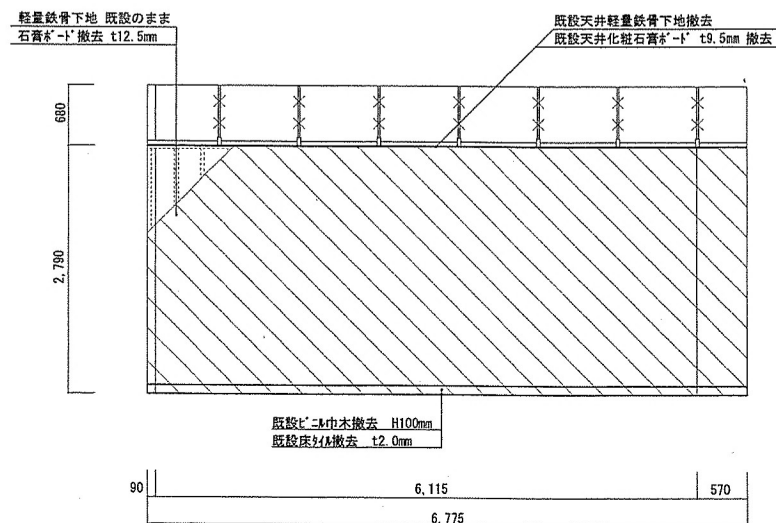 軽量鉄骨下地 既設のまま
石膏ボード撤去 t12.5mm
既設天井軽量鉄骨下地撤去
既設天井化粧石膏ボード t9.5mm 撤去
680
2,790
既設ビニル巾木撤去 H100mm
既設床タイル撤去 t2.0mm
90
6,115
570
6,775